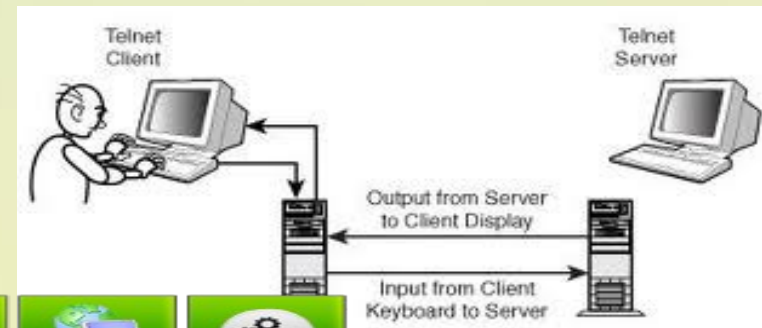 Telnet
Client
Telnet
Server
Output from Server
to Client Display
Input from Client
Keyboard to Server